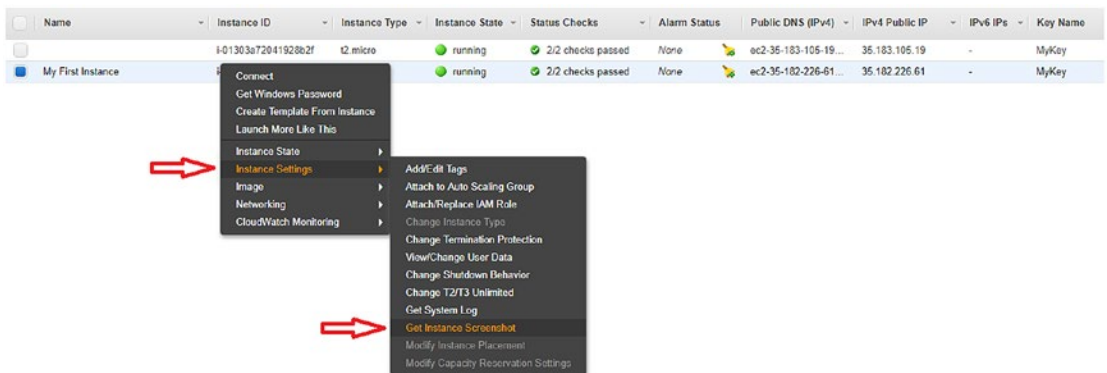 Name Instance ID Instance Type Instance State Status Checks Alarm Status Public DNS (IPv4) IPv4 Public IP IPv6 IPs Key Name
i-01303a72041928b2f t2.micro running 2/2 checks passed None ec2-35-183-105-19... 35.183.105.19 - MyKey
My First Instance running 2/2 checks passed None ec2-35-182-226-61... 35.182.226.61 - MyKey
Connect
Get Windows Password
Create Template From Instance
Launch More Like This
Instance State
Instance Settings
Image
Networking
CloudWatch Monitoring
Add/Edit Tags
Attach to Auto Scaling Group
Attach/Replace IAM Role
Change Instance Type
Change Termination Protection
View/Change User Data
Change Shutdown Behavior
Change T2/T3 Unlimited
Get System Log
Get Instance Screenshot
Modify Instance Placement
Modify Capacity Reservation Settings